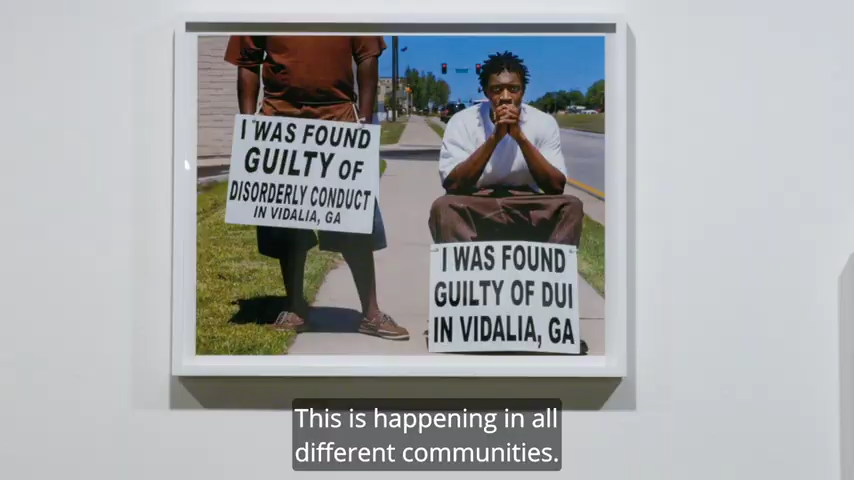 I WAS FOUND
GUILTY OF
DISORDERLY CONDUCT
IN VIDALIA, GA
I WAS FOUND
GUILTY OF DUI
IN VIDALIA, GA
This is happening in all
different communities.